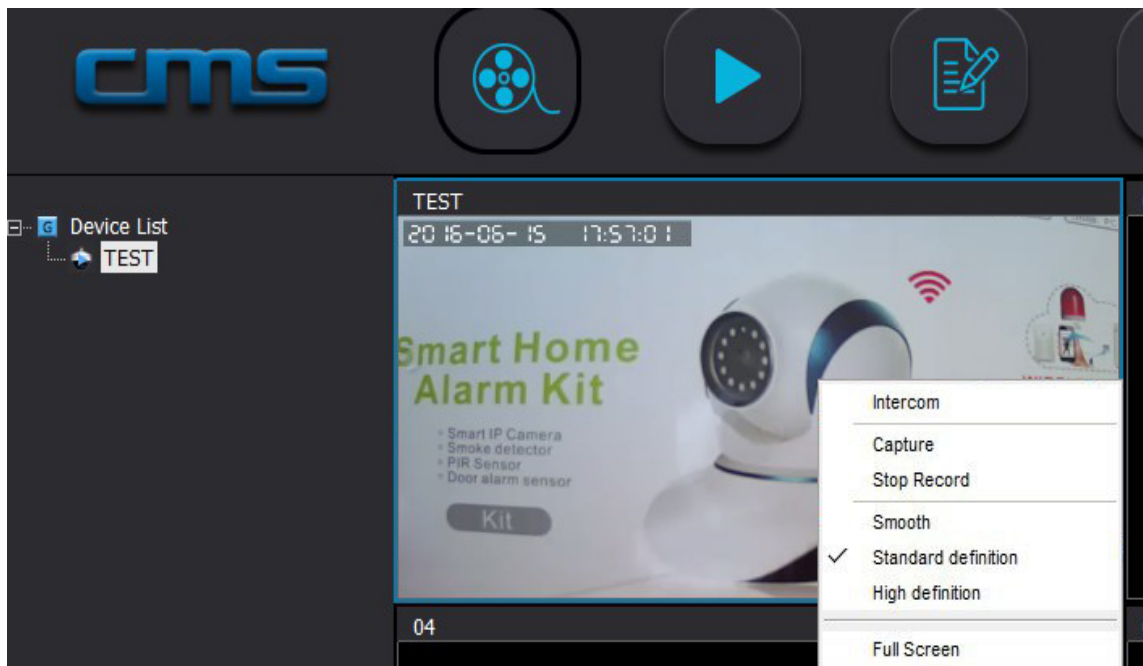 cms
TEST
G Device List
TEST
2016-06-15 17:57:01
Smart Home
Alarm Kit
Smart IP Camera
Smoke detector
PIR Sensor
Door alarm sensor
Kit
Intercom
Capture
Stop Record
Smooth
Standard definition
High definition
Full Screen
04